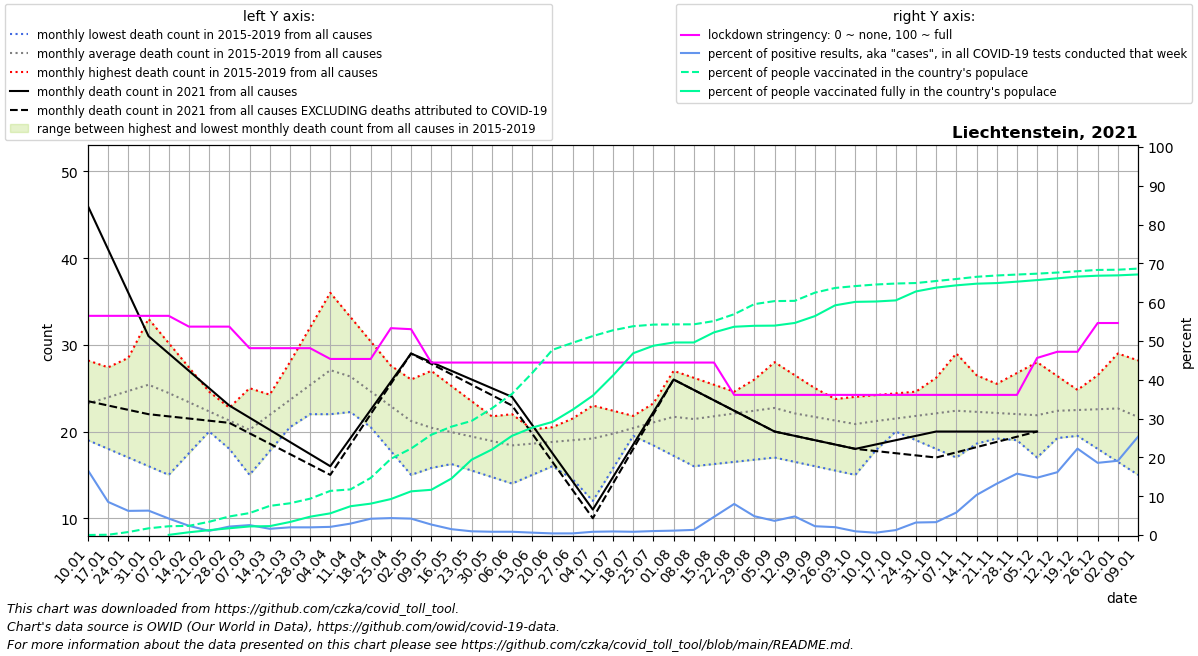 left Y axis:
monthly lowest death count in 2015-2019 from all causes
monthly average death count in 2015-2019 from all causes
monthly highest death count in 2015-2019 from all causes
monthly death count in 2021 from all causes
monthly death count in 2021 from all causes EXCLUDING deaths attributed to COVID-19
range between highest and lowest monthly death count from all causes in 2015-2019
right Y axis:
lockdown stringency: 0 ~ none, 100 ~ full
percent of positive results, aka "cases", in all COVID-19 tests conducted that week
percent of people vaccinated in the country's populace
percent of people vaccinated fully in the country's populace
Liechtenstein, 2021
50
40
30
20
10
count
100
90
80
70
60
50
40
30
20
10
0
percent
10.01 17.01 24.01 31.01 07.02 14.02 21.02 28.02 07.03 14.03 21.03 28.03 04.04 11.04 18.04 25.04 02.05 09.05 16.05 23.05 30.05 06.06 13.06 20.06 27.06 04.07 11.07 18.07 25.07 01.08 08.08 15.08 22.08 29.08 05.09 12.09 19.09 26.09 03.10 10.10 17.10 24.10 31.10 07.11 14.11 21.11 28.11 05.12 12.12 19.12 26.12 02.01 09.01
date
This chart was downloaded from https://github.com/czka/covid_toll_tool.
Chart's data source is OWID (Our World in Data), https://github.com/owid/covid-19-data.
For more information about the data presented on this chart please see https://github.com/czka/covid_toll_tool/blob/main/README.md.